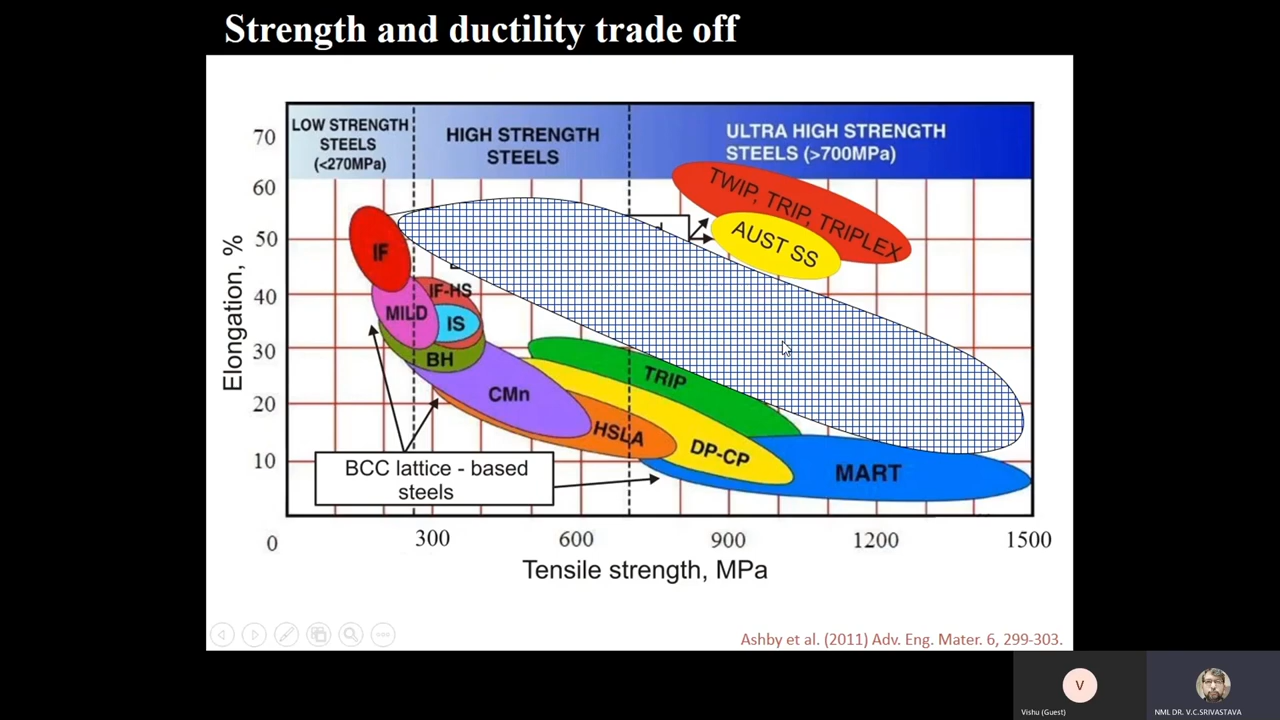 Strength and ductility trade off
LOW STRENGTH
STEELS
(<270MPa)
HIGH STRENGTH
STEELS
ULTRA HIGH STRENGTH
STEELS (>700MPa)
70
60
50
40
30
20
10
0
Elongation, %
IF
IF-HS
MILD
IS
BH
CMn
HSLA
TRIP
DP-CP
MART
TWIP, TRIP, TRIPLEX
AUST SS
BCC lattice - based
steels
300
600
900
1200
1500
Tensile strength, MPa
Ashby et al. (2011) Adv. Eng. Mater. 6, 299-303.
V
Vishu (Guest)
NML DR. V.C.SRIVASTAVA